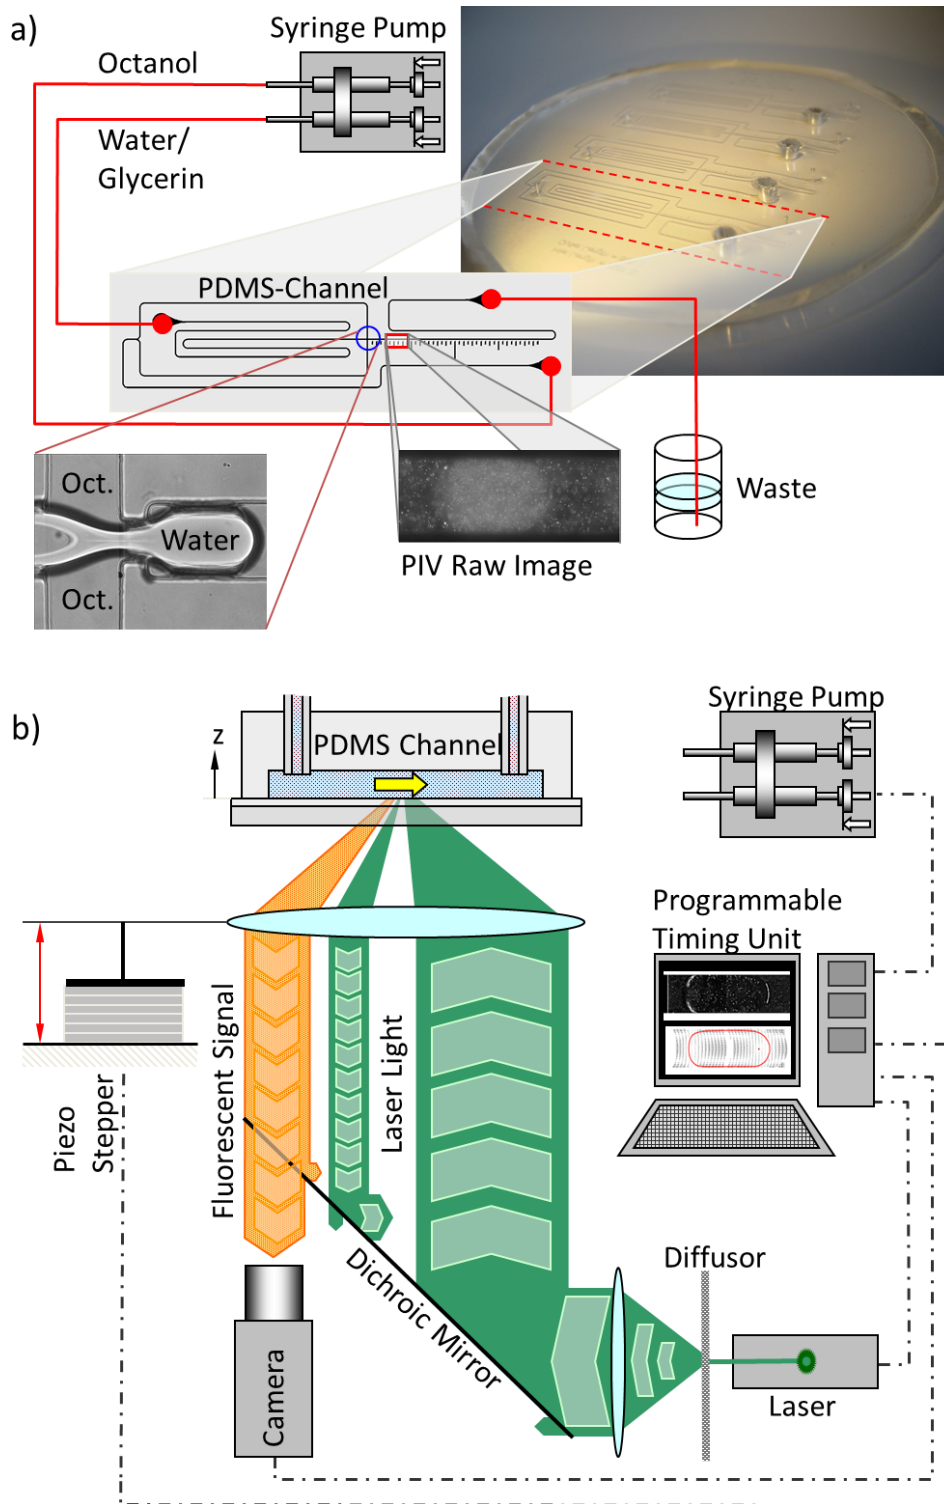 a)
Syringe Pump
Octanol
Water/
Glycerin
PDMS-Channel
Oct.
Water
Oct.
PIV Raw Image
Waste
b)
Syringe Pump
z
PDMS Channel
Programmable
Timing Unit
Fluorescent Signal
Laser Light
Piezo
Stepper
Dichroic Mirror
Diffusor
Camera
Laser